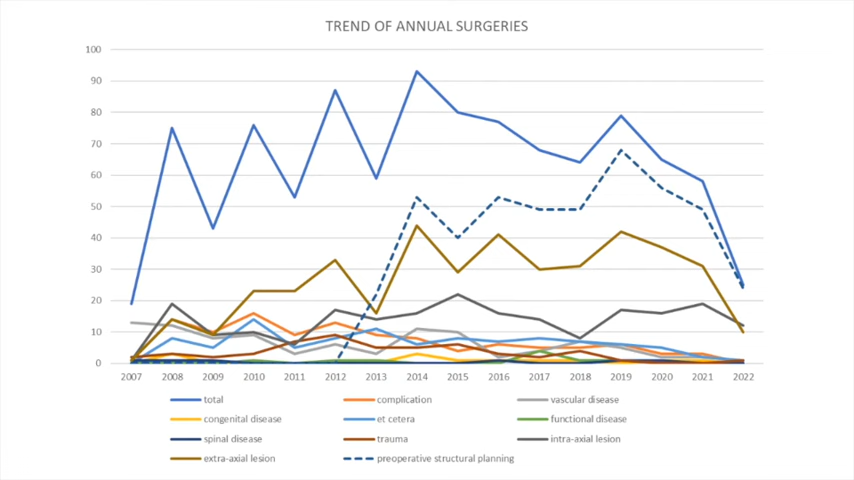 TREND OF ANNUAL SURGERIES
100
90
80
70
60
50
40
30
20
10
0
2007 2008 2009 2010 2011 2012 2013 2014 2015 2016 2017 2018 2019 2020 2021 2022
total complication vascular disease
congenital disease et cetera functional disease
spinal disease trauma intra-axial lesion
extra-axial lesion preoperative structural planning